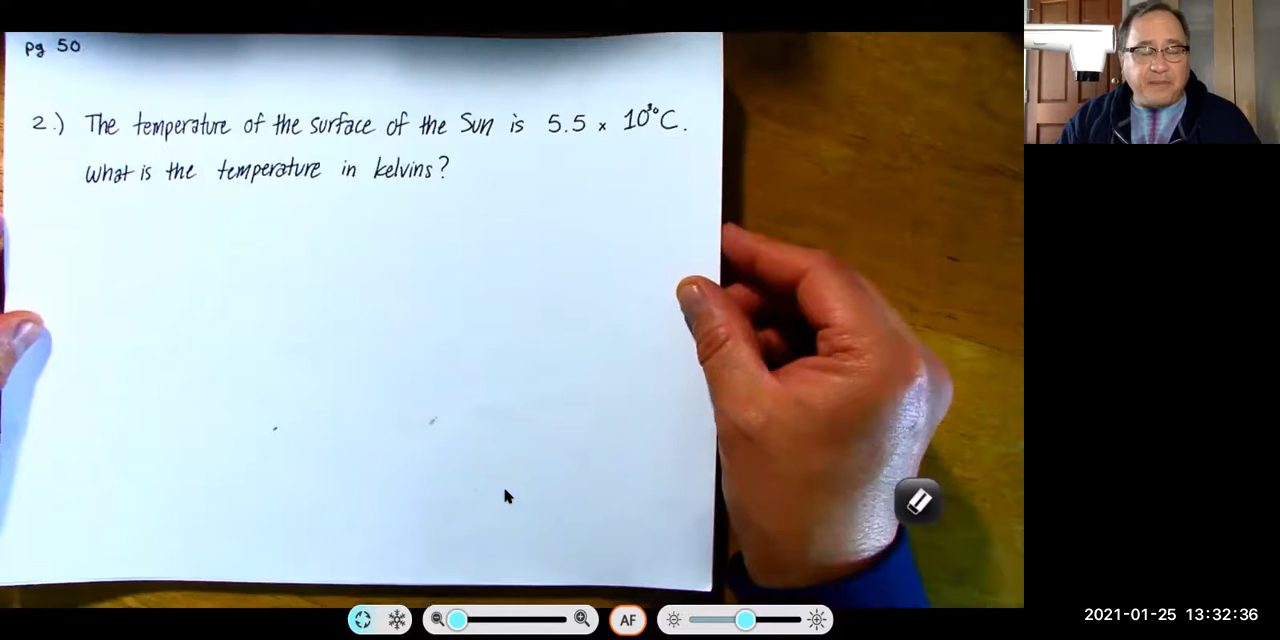 pg 50
2.) The temperature of the surface of the Sun is 5.5 × 10³°C.
What is the temperature in kelvins?
AF
2021-01-25 13:32:36